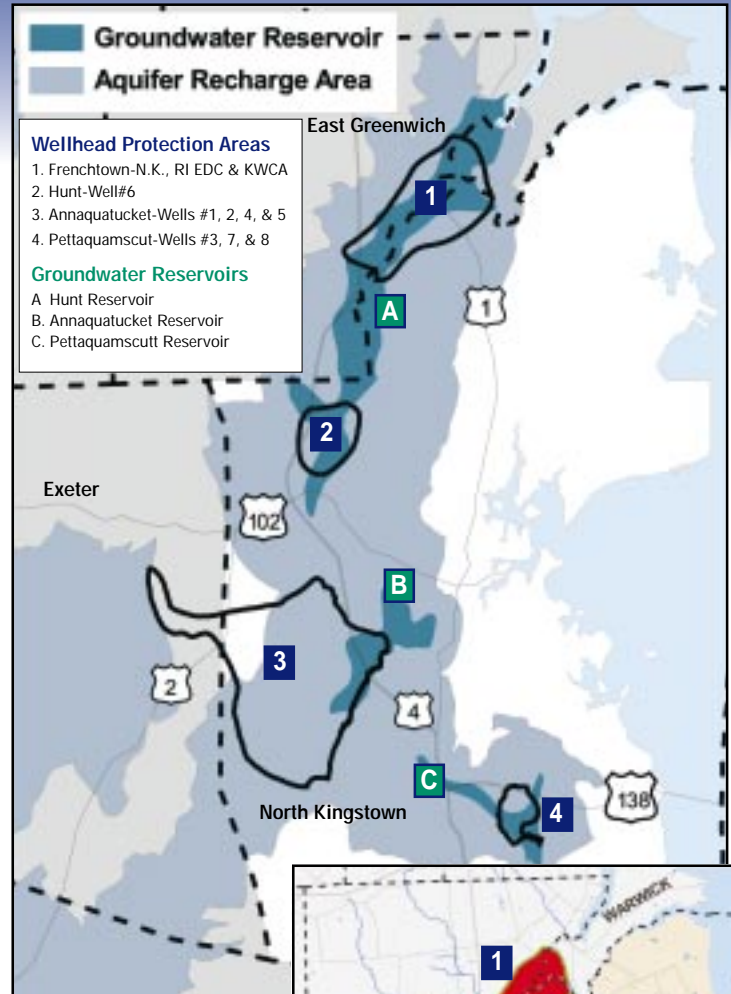 Groundwater Reservoir
Aquifer Recharge Area
East Greenwich
Wellhead Protection Areas
1. Frenchtown-N.K., RI EDC & KWCA
2. Hunt-Well#6
3. Annaquatucket-Wells #1, 2, 4, & 5
4. Pettaquamscut-Wells #3, 7, & 8
Groundwater Reservoirs
A Hunt Reservoir
B. Annaquatucket Reservoir
C. Pettaquamscutt Reservoir
1
A
1
2
Exeter
102
B
3
2
4
C
138
4
North Kingstown
WARWICK
1